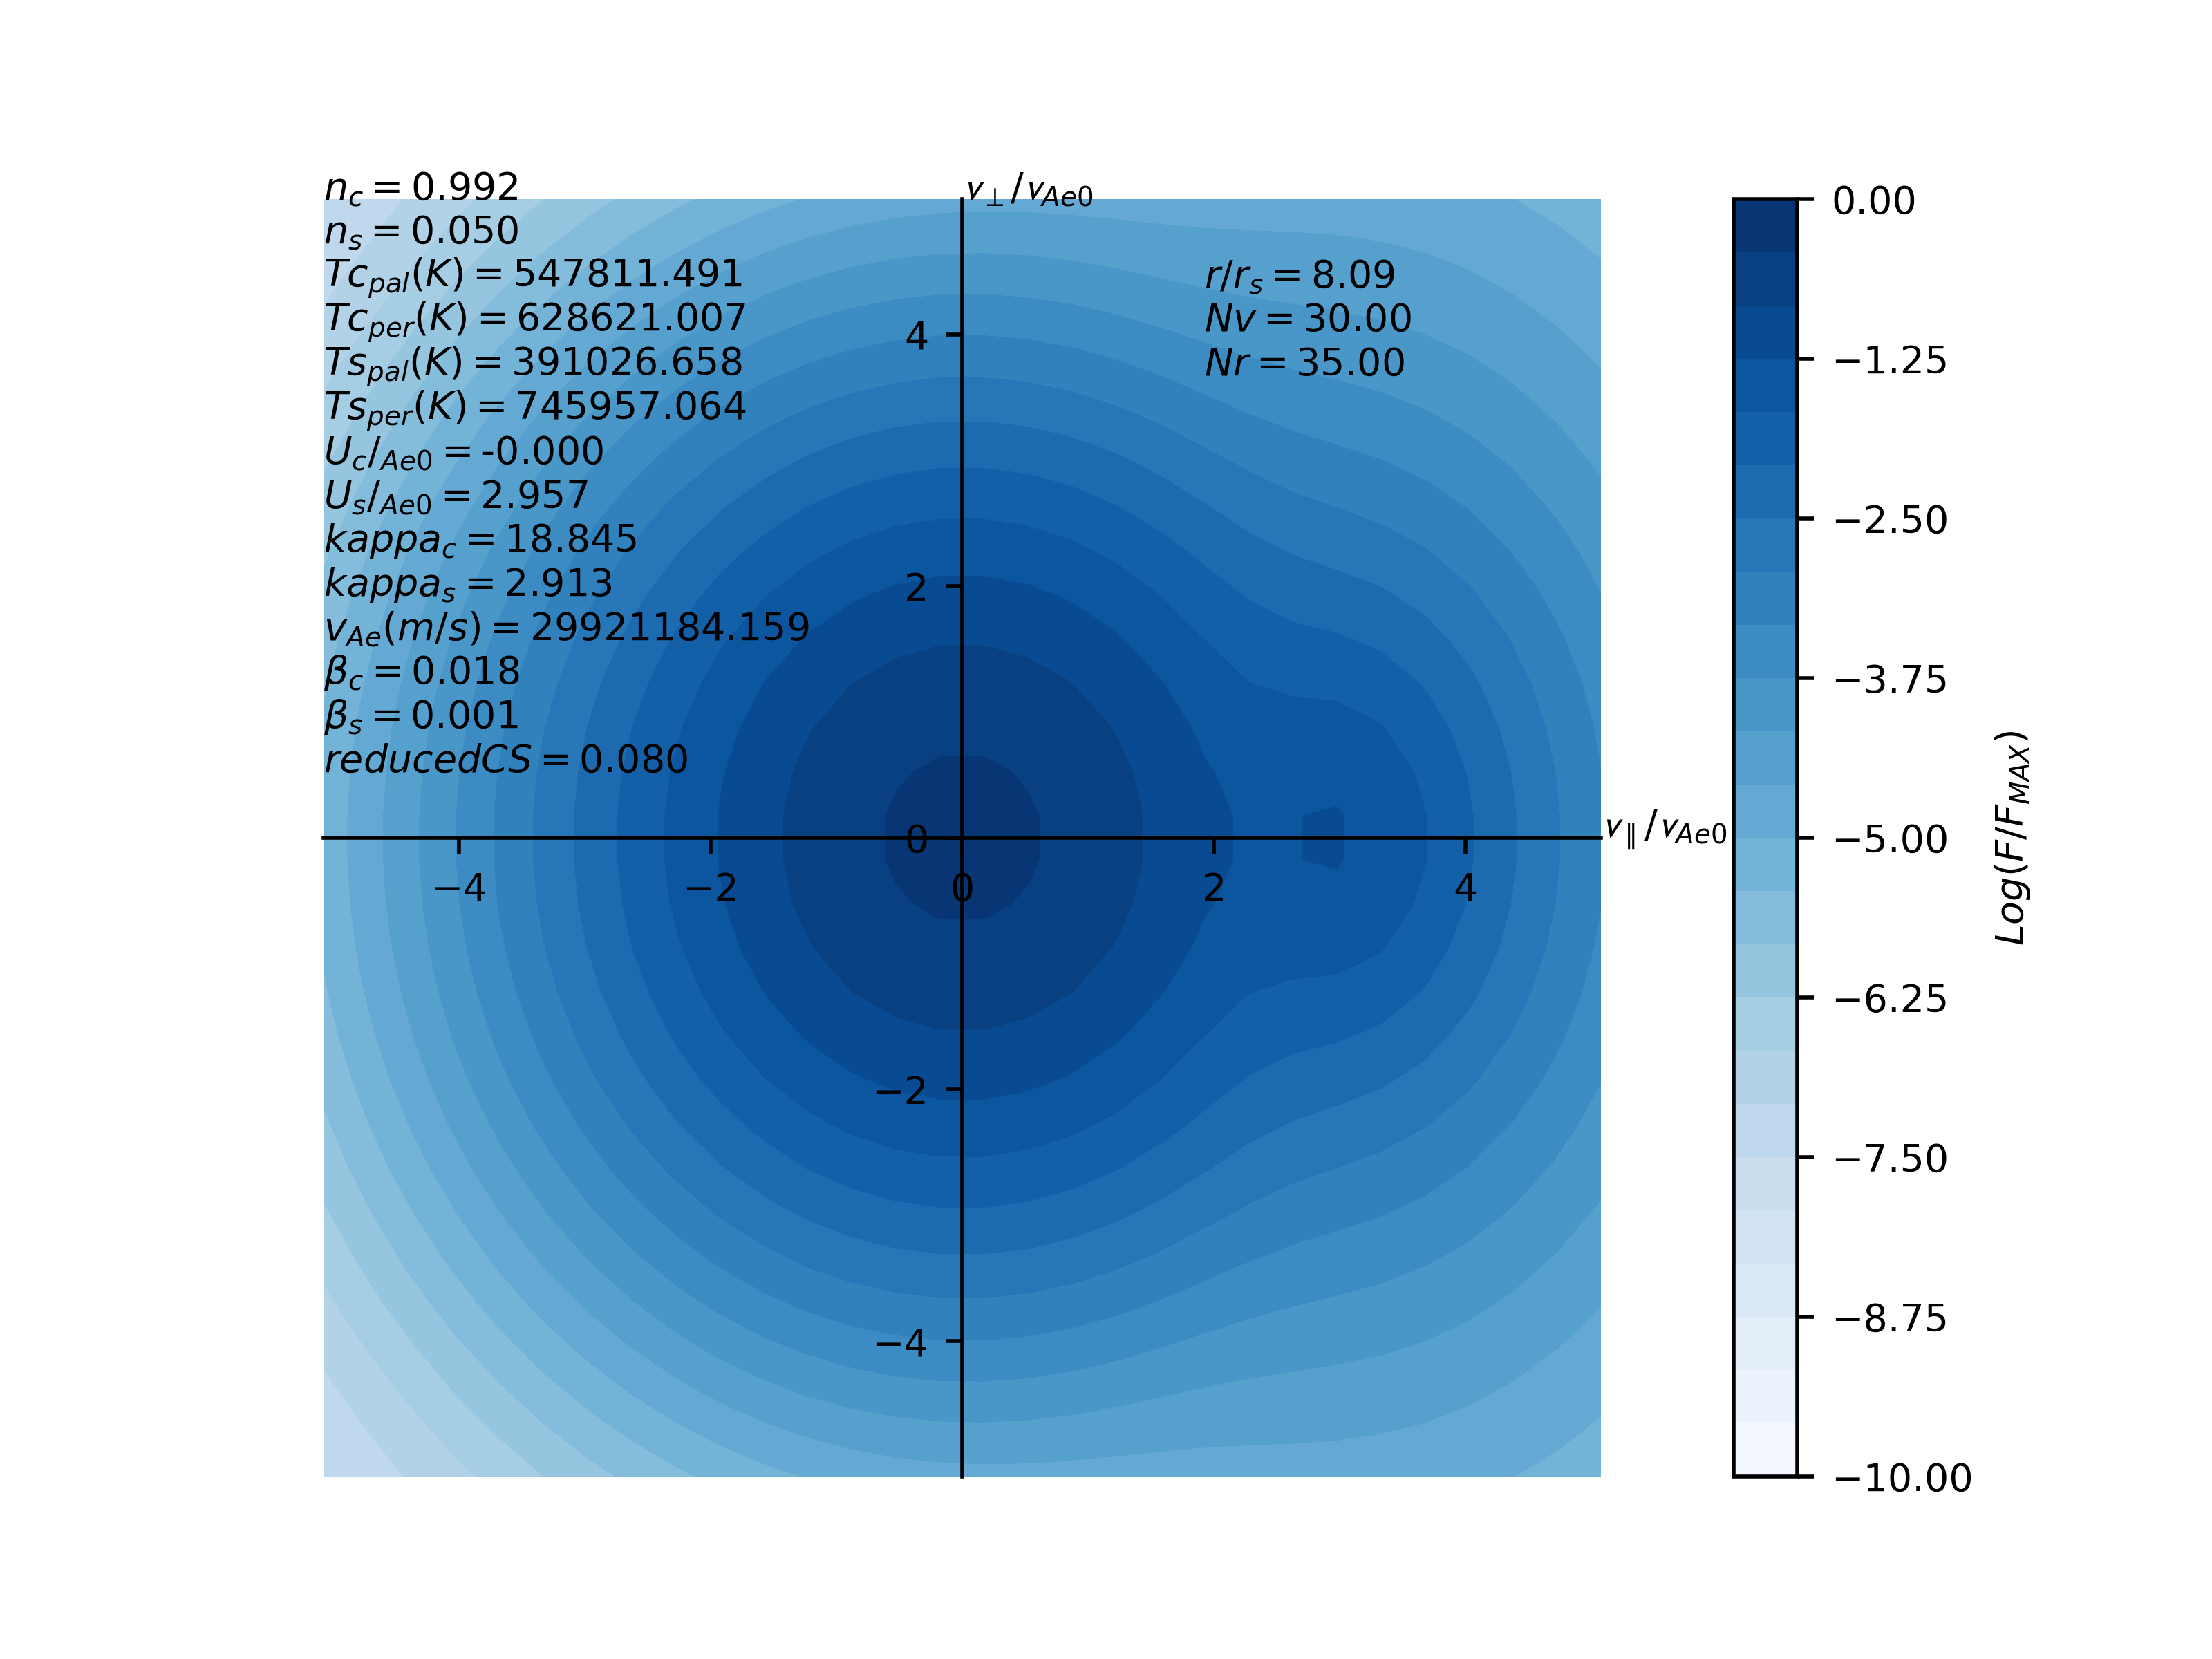 n_c = 0.992
n_s = 0.050
Tc_pal(K) = 547811.491
Tc_per(K) = 628621.007
Ts_pal(K) = 391026.658
Ts_per(K) = 745957.064
U_c/_Ae0 = -0.000
U_s/_Ae0 = 2.957
kappa_c = 18.845
kappa_s = 2.913
v_Ae(m/s) = 29921184.159
β_c = 0.018
β_s = 0.001
reducedCS = 0.080
v_⊥/v_Ae0
r/r_s = 8.09
Nv = 30.00
Nr = 35.00
4
2
0
−2
−4
−4
−2
0
2
4
v_∥/v_Ae0
0.00
−1.25
−2.50
−3.75
−5.00
−6.25
−7.50
−8.75
−10.00
Log(F/F_MAX)